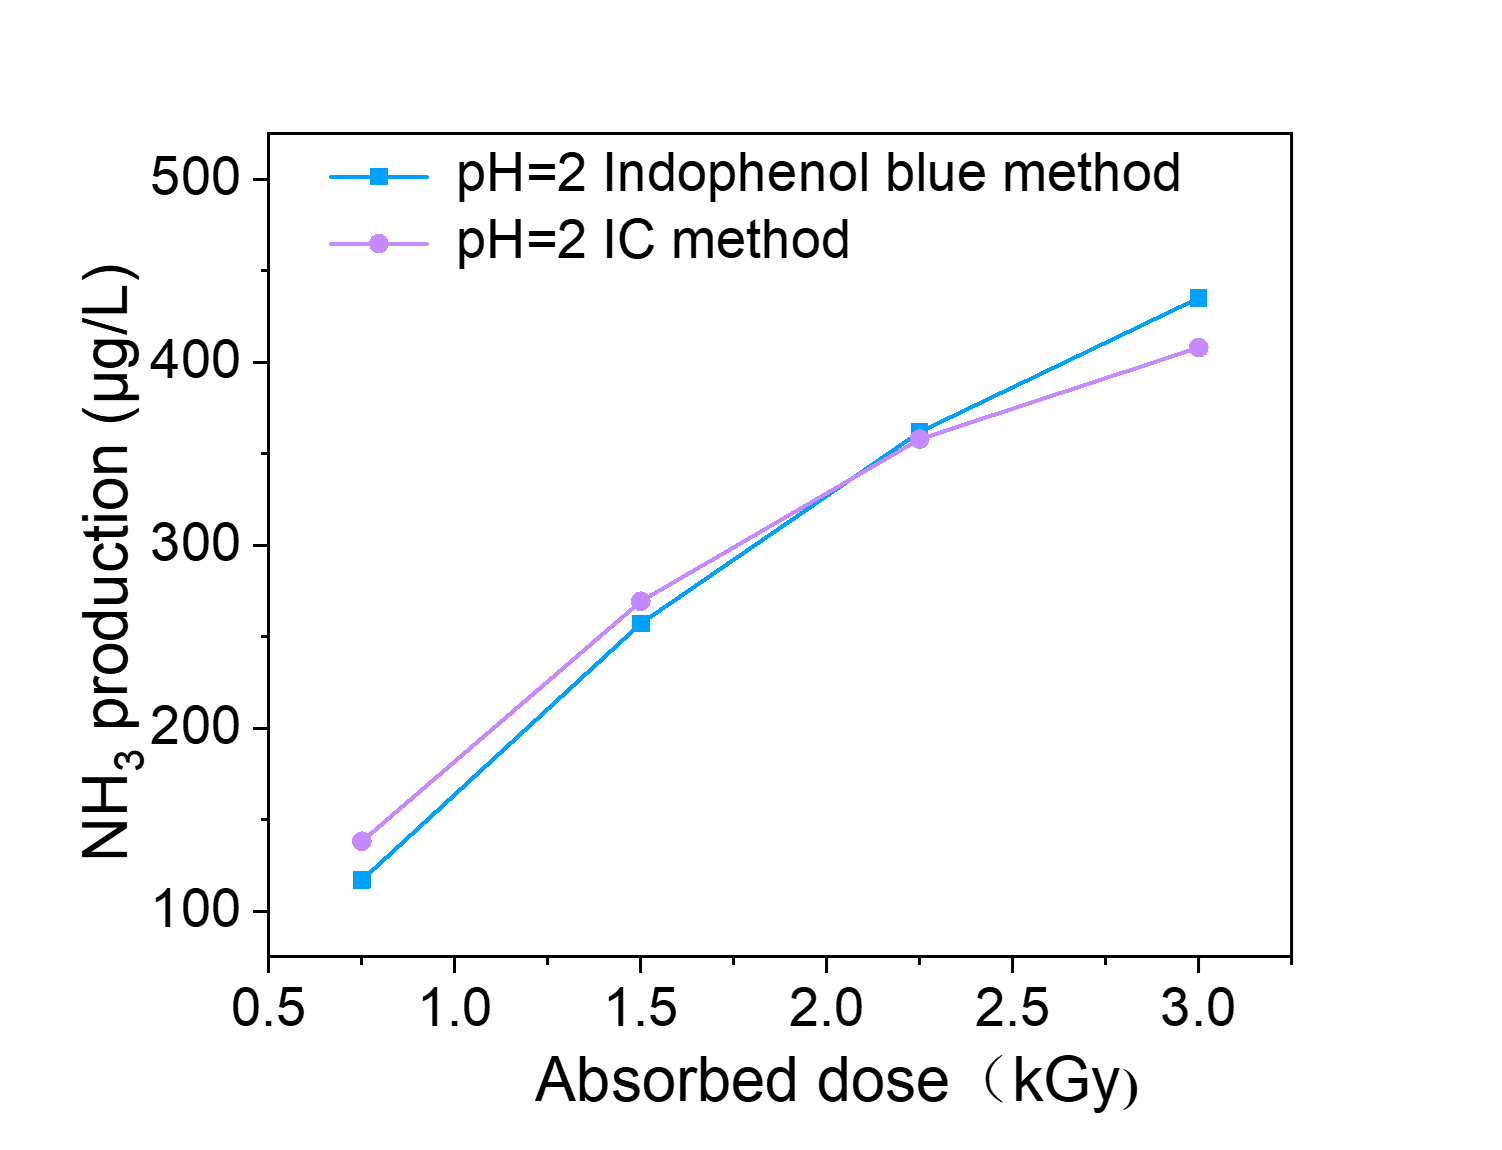 pH=2 Indophenol blue method
pH=2 IC method
NH₃ production (μg/L)
500
400
300
200
100
0.5 1.0 1.5 2.0 2.5 3.0
Absorbed dose（kGy)